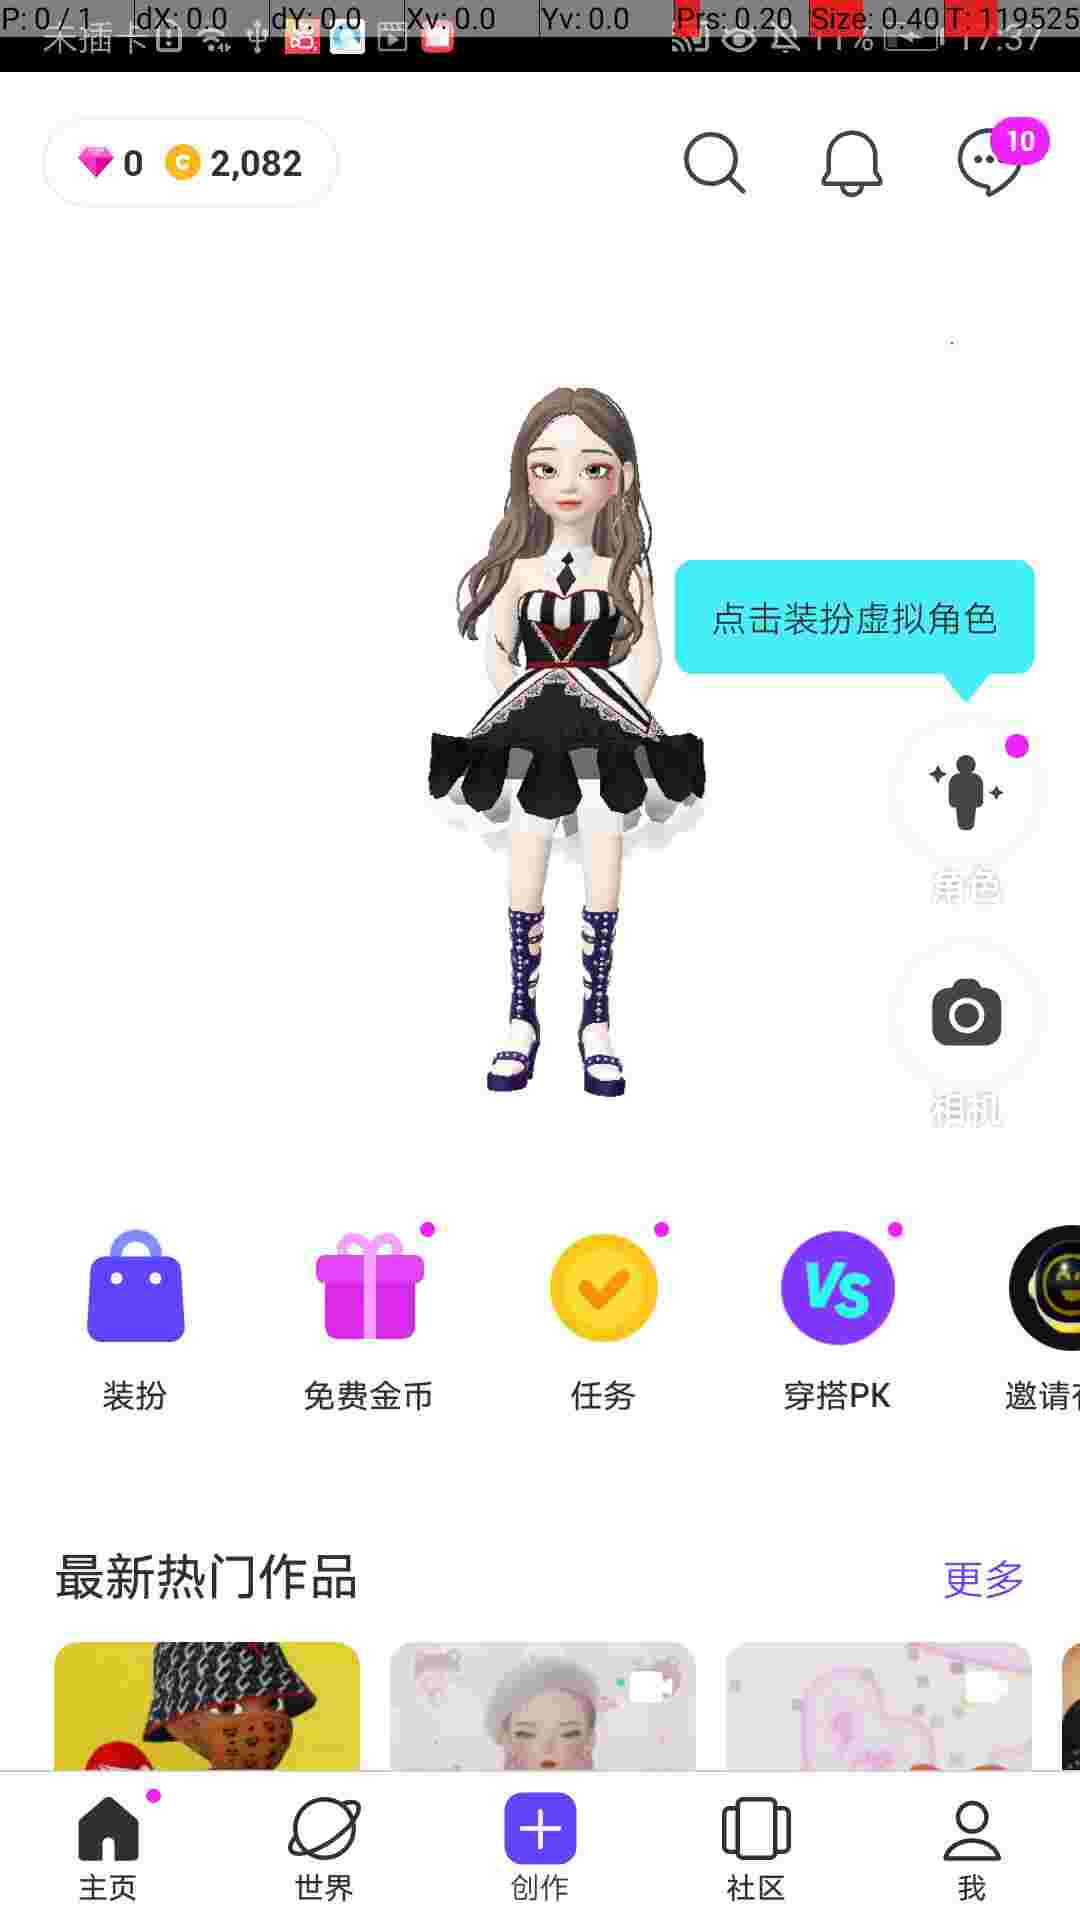 P: 0 / 1 dX: 0.0 dY: 0.0 Xv: 0.0 Yv: 0.0 Prs: 0.20 Size: 0.40 T: 119525
未插卡 11% 17:37
0 2,082 10
点击装扮虚拟角色
角色
相机
VS
装扮 免费金币 任务 穿搭PK 邀请
最新热门作品 更多
主页 世界 创作 社区 我